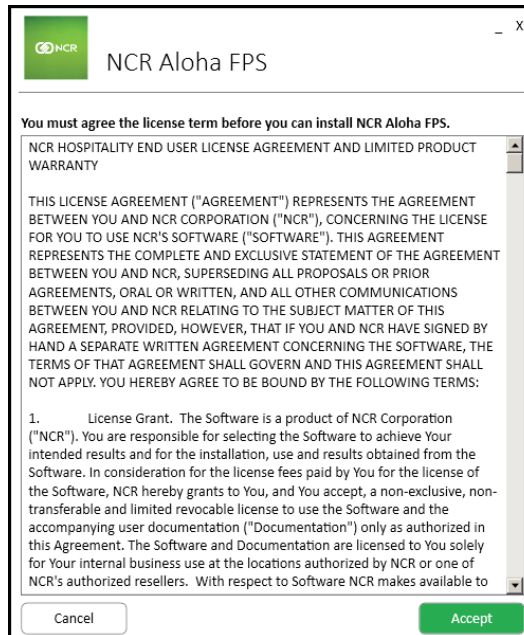 _ X
NCR
NCR Aloha FPS
You must agree the license term before you can install NCR Aloha FPS.
NCR HOSPITALITY END USER LICENSE AGREEMENT AND LIMITED PRODUCT
WARRANTY
THIS LICENSE AGREEMENT ("AGREEMENT") REPRESENTS THE AGREEMENT
BETWEEN YOU AND NCR CORPORATION ("NCR"), CONCERNING THE LICENSE
FOR YOU TO USE NCR'S SOFTWARE ("SOFTWARE"). THIS AGREEMENT
REPRESENTS THE COMPLETE AND EXCLUSIVE STATEMENT OF THE AGREEMENT
BETWEEN YOU AND NCR, SUPERSEDING ALL PROPOSALS OR PRIOR
AGREEMENTS, ORAL OR WRITTEN, AND ALL OTHER COMMUNICATIONS
BETWEEN YOU AND NCR RELATING TO THE SUBJECT MATTER OF THIS
AGREEMENT, PROVIDED, HOWEVER, THAT IF YOU AND NCR HAVE SIGNED BY
HAND A SEPARATE WRITTEN AGREEMENT CONCERNING THE SOFTWARE, THE
TERMS OF THAT AGREEMENT SHALL GOVERN AND THIS AGREEMENT SHALL
NOT APPLY. YOU HEREBY AGREE TO BE BOUND BY THE FOLLOWING TERMS:
1. License Grant. The Software is a product of NCR Corporation
("NCR"). You are responsible for selecting the Software to achieve Your
intended results and for the installation, use and results obtained from the
Software. In consideration for the license fees paid by You for the license of
the Software, NCR hereby grants to You, and You accept, a non-exclusive, non-
transferable and limited revocable license to use the Software and the
accompanying user documentation ("Documentation") only as authorized in
this Agreement. The Software and Documentation are licensed to You solely
for Your internal business use at the locations authorized by NCR or one of
NCR's authorized resellers. With respect to Software NCR makes available to
Cancel
Accept